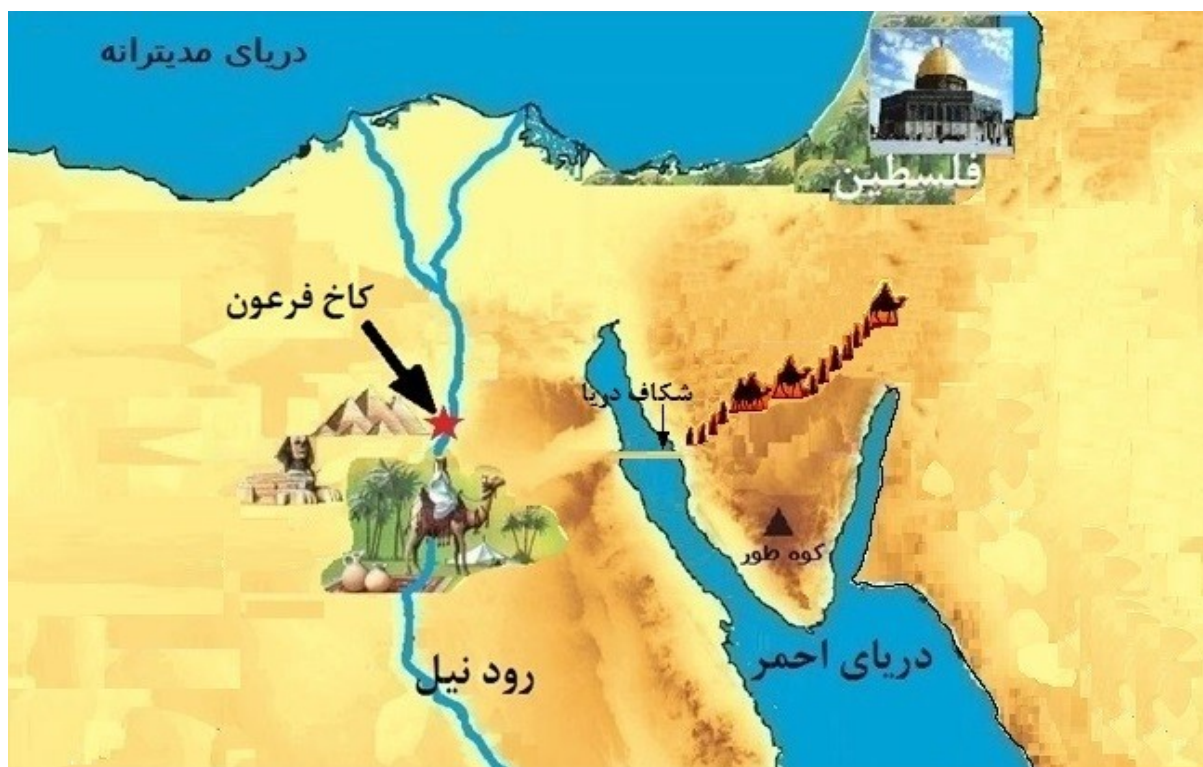 دریای مدیترانه
فلسطین
کاخ فرعون
شکاف دریا
کوه طور
دریای احمر
رود نیل